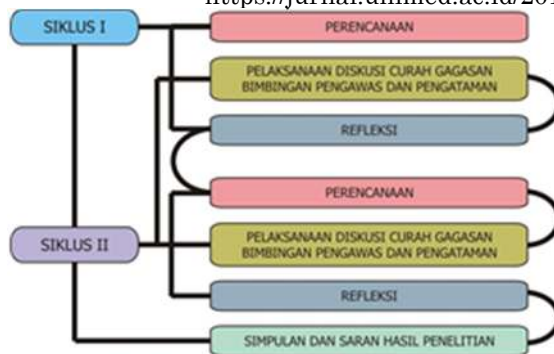 https://jurnal.unimed.ac.id/201
SIKLUS I
PERENCANAAN
PELAKSANAAN DISKUSI CURAH GAGASAN
BIMBINGAN PENGAWAS DAN PENGATAMAN
REFLEKSI
PERENCANAAN
SIKLUS II
PELAKSANAAN DISKUSI CURAH GAGASAN
BIMBINGAN PENGAWAS DAN PENGATAMAN
REFLEKSI
SIMPULAN DAN SARAN HASIL PENELITIAN